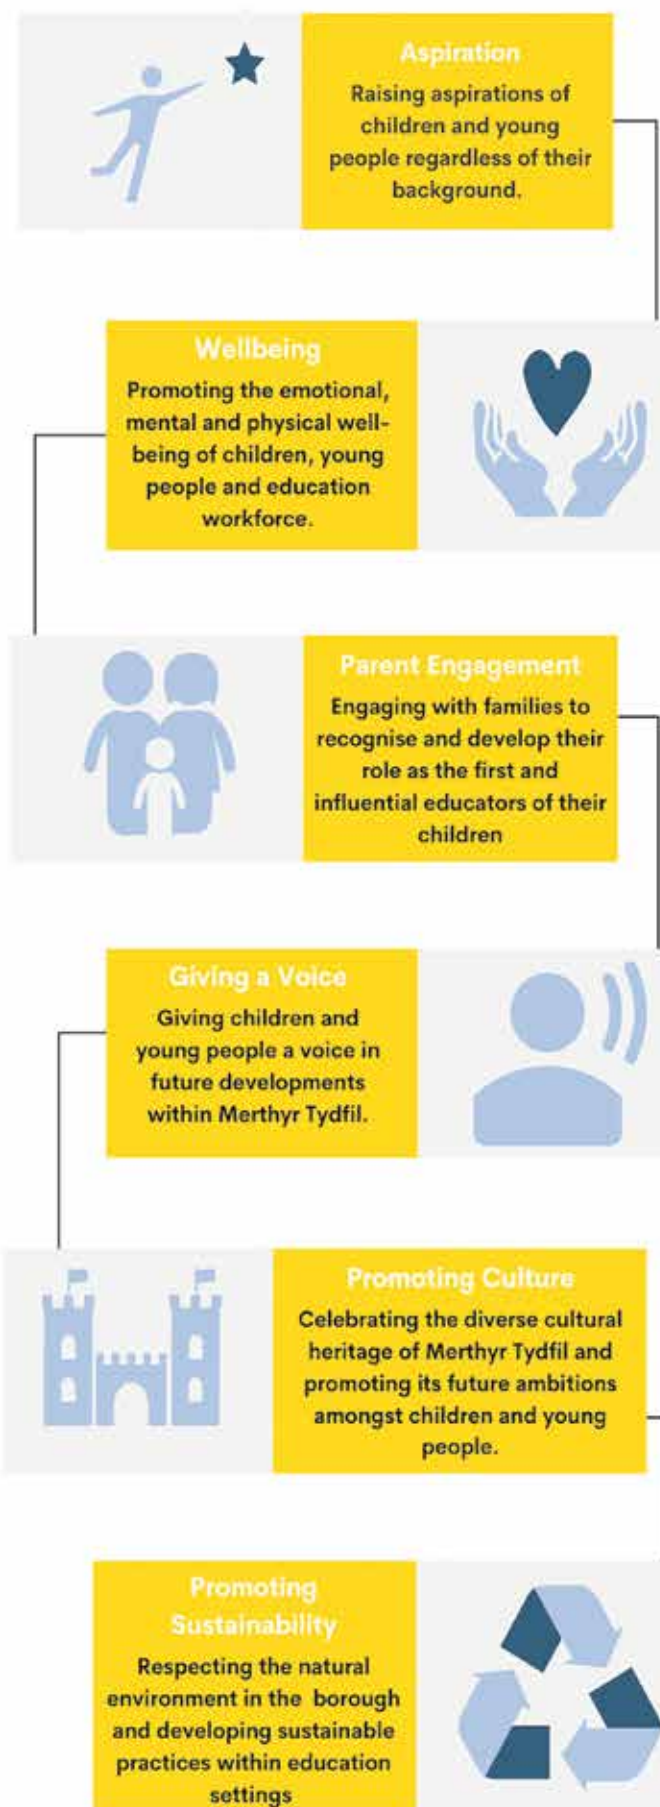 Aspiration
Raising aspirations of
children and young
people regardless of their
background.
Wellbeing
Promoting the emotional,
mental and physical well-
being of children, young
people and education
workforce.
Parent Engagement
Engaging with families to
recognise and develop their
role as the first and
influential educators of their
children
Giving a Voice
Giving children and
young people a voice in
future developments
within Merthyr Tydfil.
Promoting Culture
Celebrating the diverse cultural
heritage of Merthyr Tydfil and
promoting its future ambitions
amongst children and young
people.
Promoting
Sustainability
Respecting the natural
environment in the borough
and developing sustainable
practices within education
settings